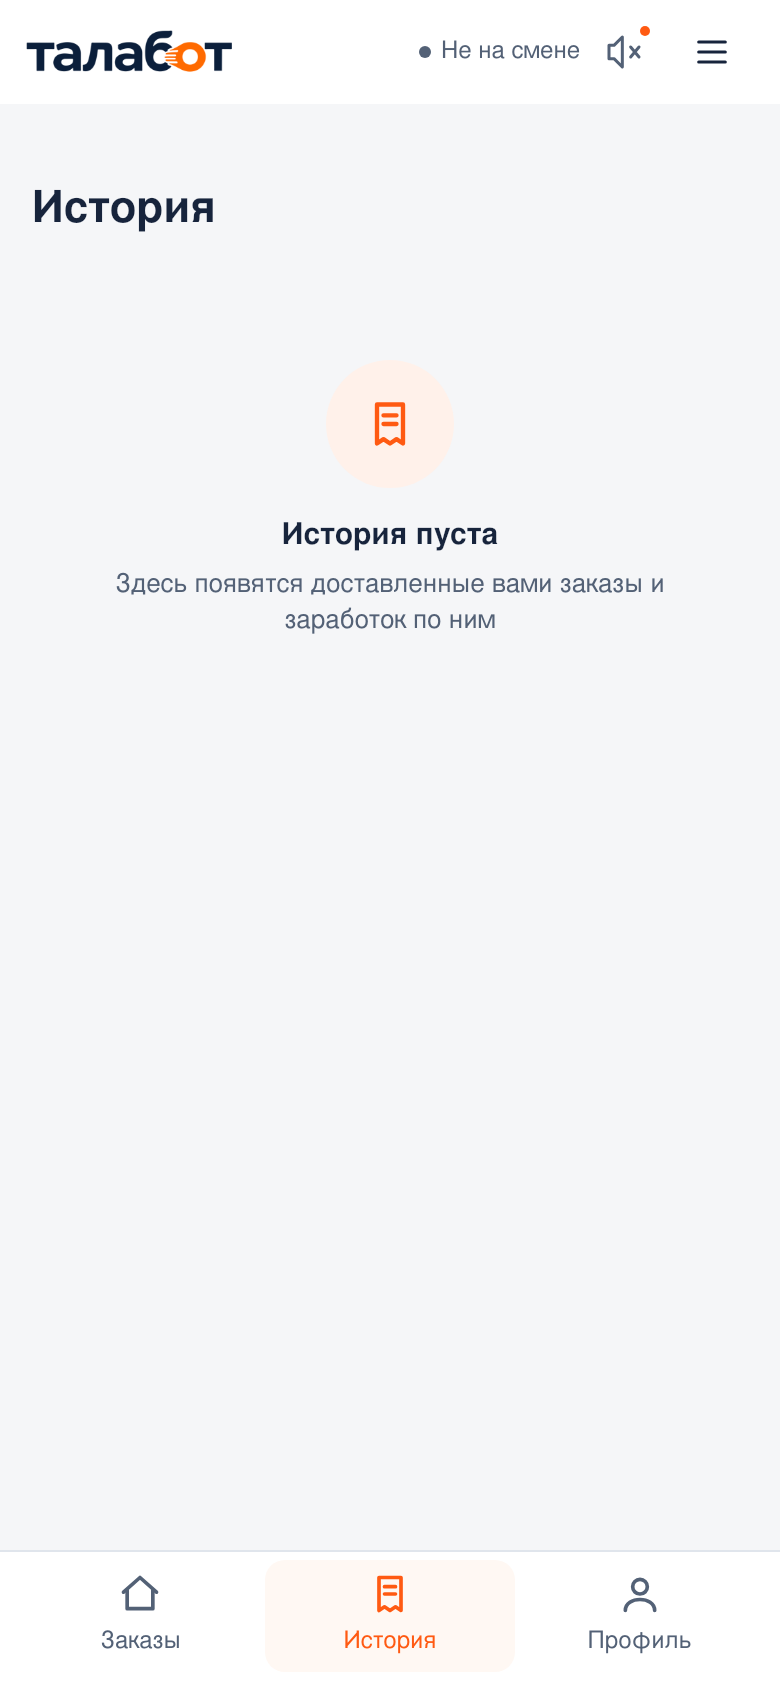 талабот
Не на смене
История
История пуста
Здесь появятся доставленные вами заказы и
заработок по ним
Заказы
История
Профиль